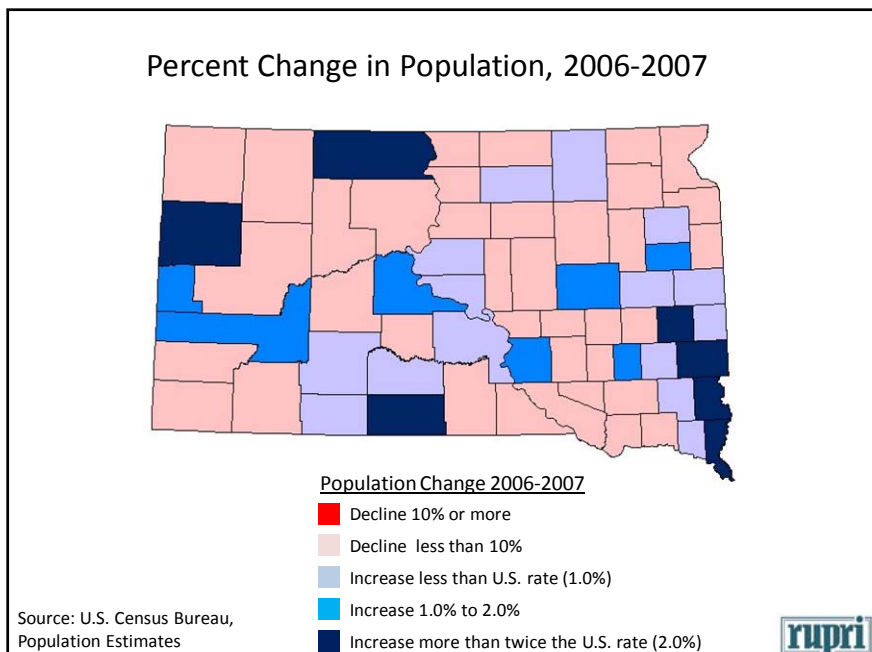 Percent Change in Population, 2006-2007
Population Change 2006-2007
Decline 10% or more
Decline less than 10%
Increase less than U.S. rate (1.0%)
Increase 1.0% to 2.0%
Increase more than twice the U.S. rate (2.0%)
Source: U.S. Census Bureau,
Population Estimates
rupri